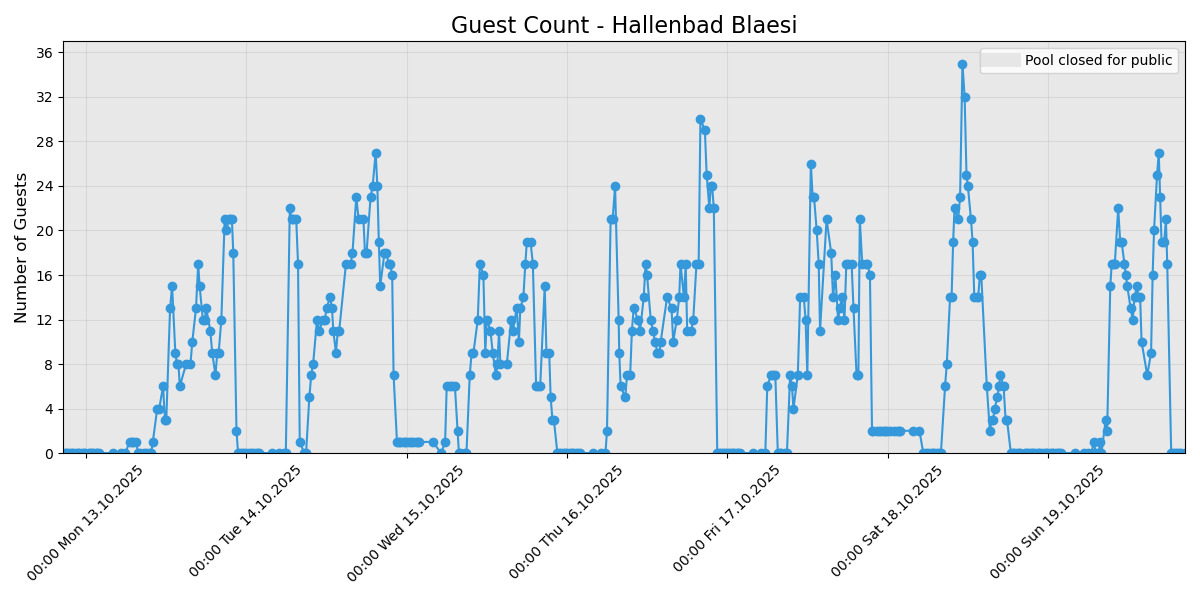 Guest Count - Hallenbad Blaesi
Pool closed for public
Number of Guests
36
32
28
24
20
16
12
8
4
0
00:00 Mon 13.10.2025
00:00 Tue 14.10.2025
00:00 Wed 15.10.2025
00:00 Thu 16.10.2025
00:00 Fri 17.10.2025
00:00 Sat 18.10.2025
00:00 Sun 19.10.2025